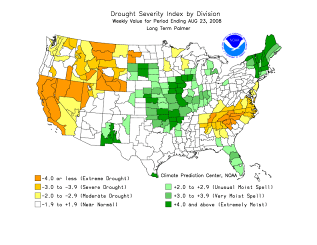 Drought Severity Index by Division
Weekly Value for Period Ending AUG 23, 2008
Long Term Palmer
Climate Prediction Center, NOAA
-4.0 or less (Extreme Drought)
-3.0 to -3.9 (Severe Drought)
-2.0 to -2.9 (Moderate Drought)
-1.9 to +1.9 (Near Normal)
+2.0 to +2.9 (Unusual Moist Spell)
+3.0 to +3.9 (Very Moist Spell)
+4.0 and above (Extremely Moist)